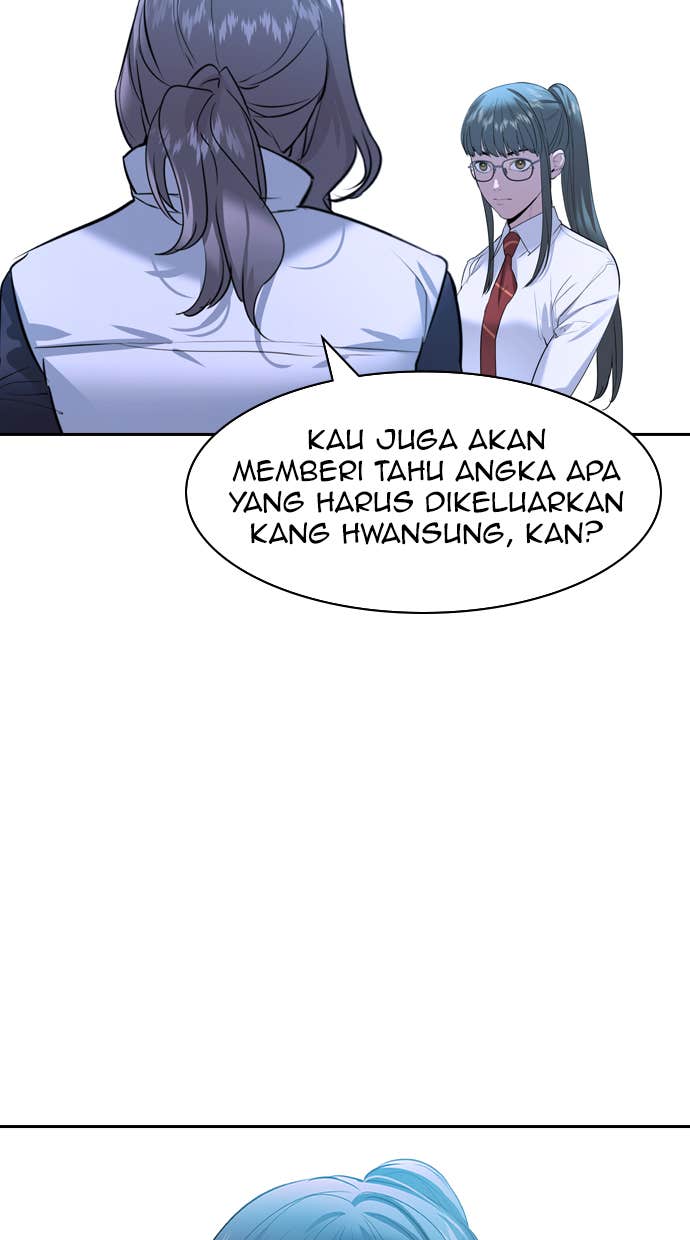 KAU JUGA AKAN
MEMBERI TAHU ANGKA APA
YANG HARUS DIKELUARKAN
KANG HWANSUNG, KAN?